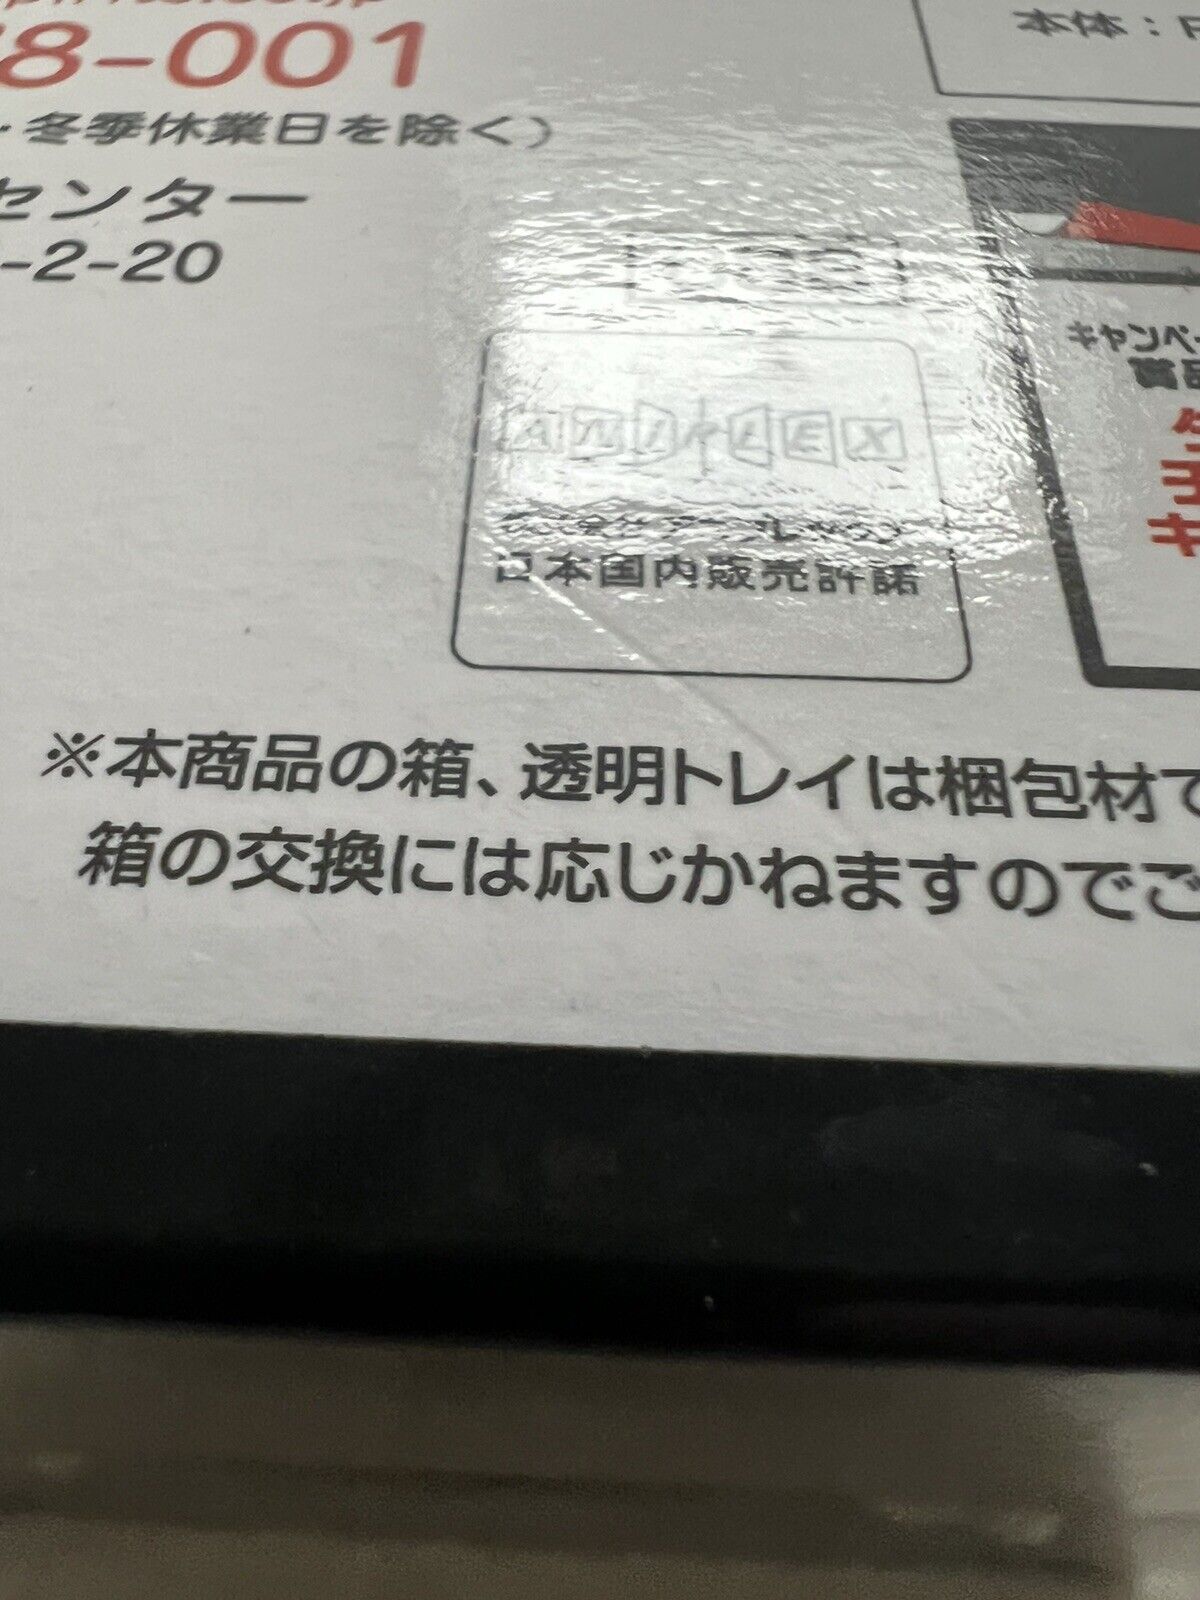 8-001
・冬季休業日を除く）
センター
-2-20
本体：
ANIPLEX
日本国内販売許諾
キャンペー
賞品
※本商品の箱、透明トレイは梱包材で
箱の交換には応じかねますのでご